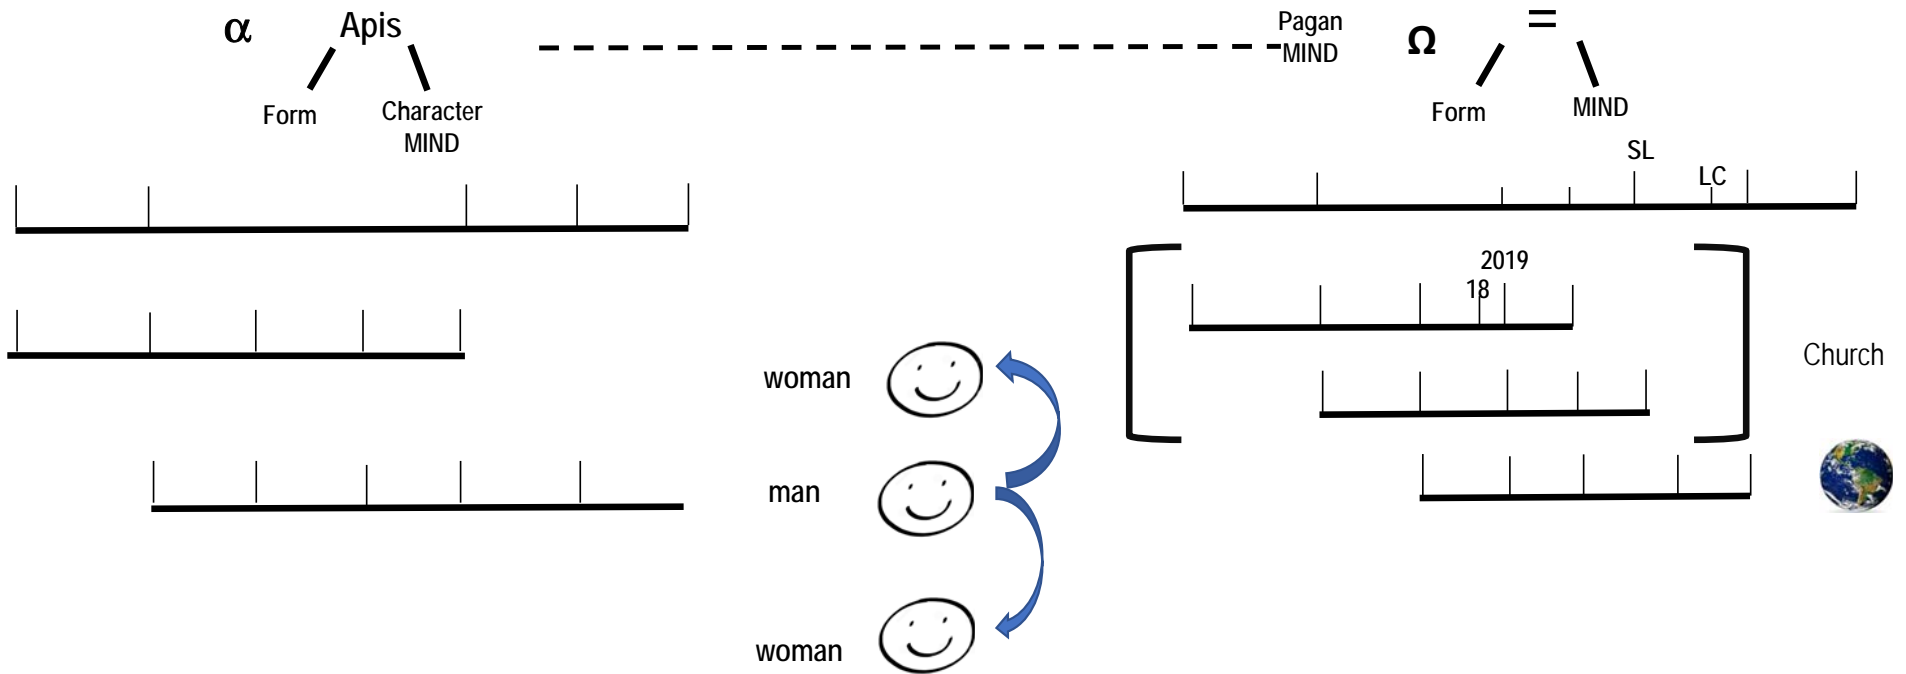 α
Apis
Form
Character
MIND
Pagan
MIND
Ω
=
Form
MIND
SL
LC
2019
18
Church
woman
man
woman